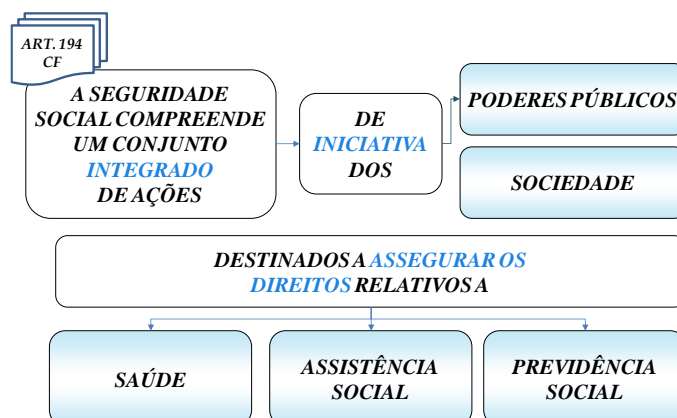 ART. 194
CF
A SEGURIDADE
SOCIAL COMPREENDE
UM CONJUNTO
INTEGRADO
DE AÇÕES
DE
INICIATIVA
DOS
PODERES PÚBLICOS
SOCIEDADE
DESTINADOS A ASSEGURAR OS
DIREITOS RELATIVOS A
SAÚDE
ASSISTÊNCIA
SOCIAL
PREVIDÊNCIA
SOCIAL